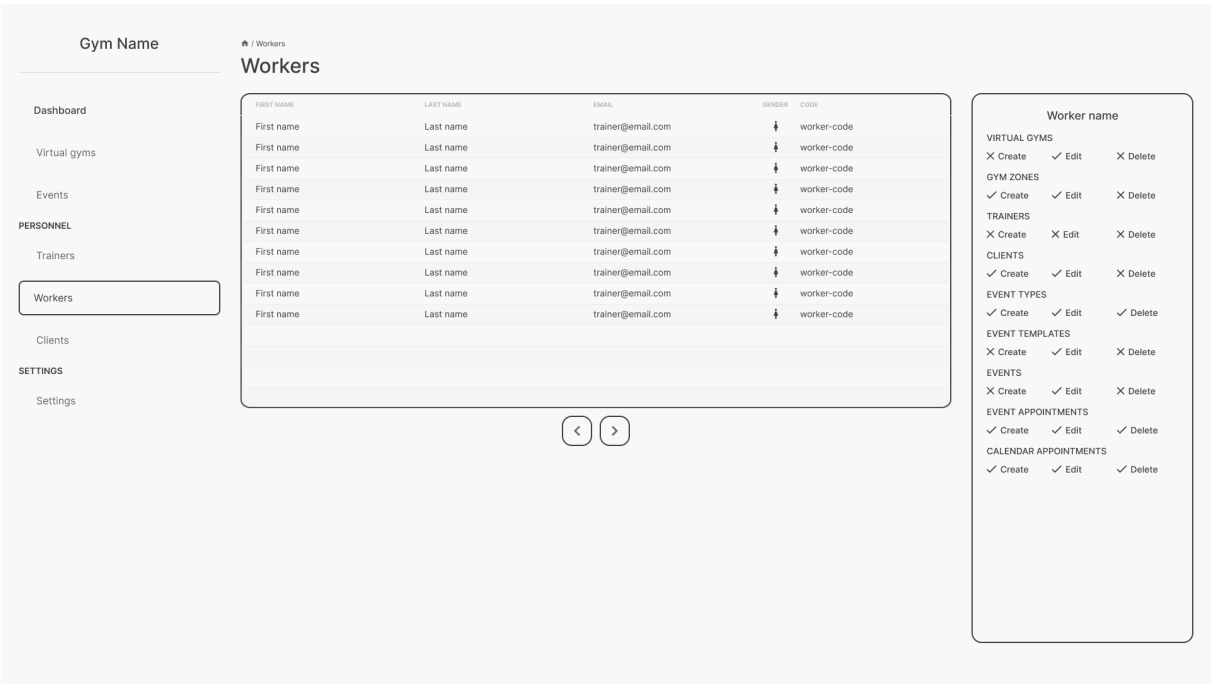 Gym Name
Dashboard
Virtual gyms
Events
PERSONNEL
Trainers
Workers
Clients
SETTINGS
Settings
/ Workers
Workers
FIRST NAME LAST NAME EMAIL GENDER CODE
First name Last name trainer@email.com worker-code
First name Last name trainer@email.com worker-code
First name Last name trainer@email.com worker-code
First name Last name trainer@email.com worker-code
First name Last name trainer@email.com worker-code
First name Last name trainer@email.com worker-code
First name Last name trainer@email.com worker-code
First name Last name trainer@email.com worker-code
First name Last name trainer@email.com worker-code
First name Last name trainer@email.com worker-code
Worker name
VIRTUAL GYMS
Create Edit Delete
GYM ZONES
Create Edit Delete
TRAINERS
Create Edit Delete
CLIENTS
Create Edit Delete
EVENT TYPES
Create Edit Delete
EVENT TEMPLATES
Create Edit Delete
EVENTS
Create Edit Delete
EVENT APPOINTMENTS
Create Edit Delete
CALENDAR APPOINTMENTS
Create Edit Delete